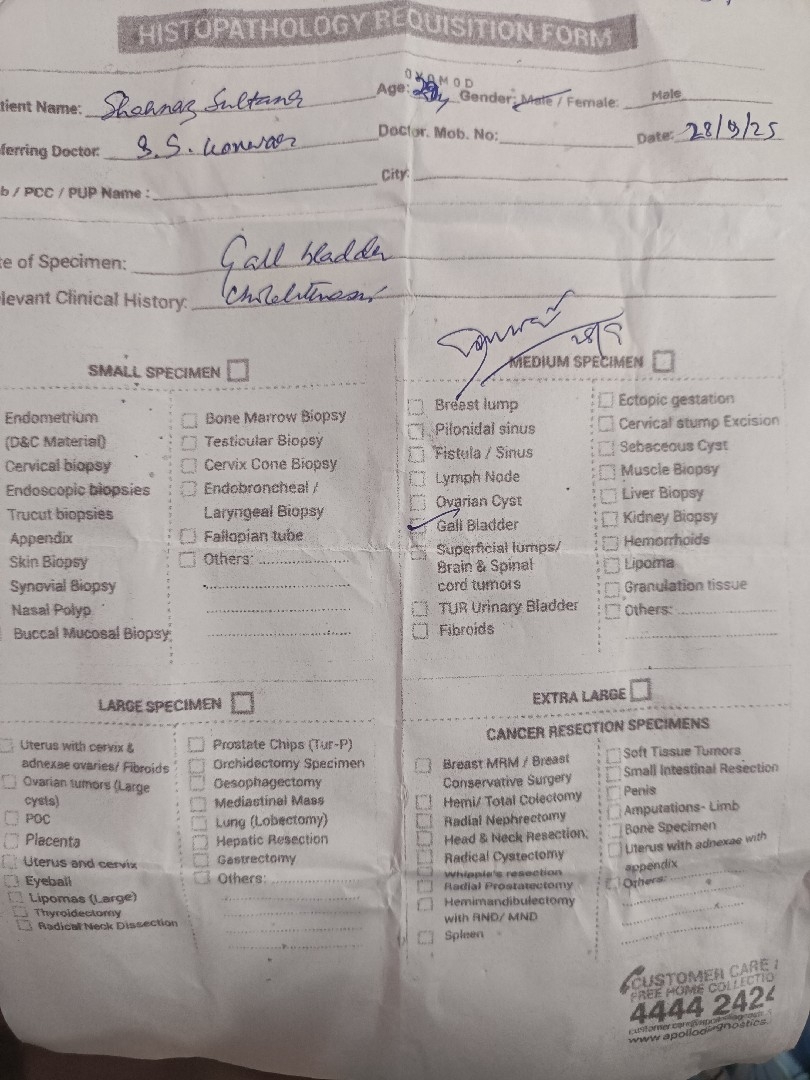 HISTOPATHOLOGY REQUISITION FORM
tient Name: Shahnaz Sultana Age: Gender: Male / Female: Male
ferring Doctor: S. S. Date: 28/9/25
Doctor. Mob. No:
b / PCC / PUP Name : City:
te of Specimen: Gall bladder
levant Clinical History:
SMALL SPECIMEN
Endometrium
(D&C Material)
Cervical biopsy
Endoscopic biopsies
Trucut biopsies
Appendix
Skin Biopsy
Synovial Biopsy
Nasal Polyp
Buccal Mucosal Biopsy
Bone Marrow Biopsy
Testicular Biopsy
Cervix Cone Biopsy
Endobroncheal /
Laryngeal Biopsy
Fallopian tube
Others:
MEDIUM SPECIMEN
Breast lump
Pilonidal sinus
Fistula / Sinus
Lymph Node
Ovarian Cyst
Gall Bladder
Superficial lumps/
Brain & Spinal
cord tumors
TUR Urinary Bladder
Fibroids
Ectopic gestation
Cervical stump Excision
Sebaceous Cyst
Muscle Biopsy
Liver Biopsy
Kidney Biopsy
Hemorrhoids
Lipoma
Granulation tissue
Others:
LARGE SPECIMEN
Uterus with cervix &
adnexae ovaries/ Fibroids
Ovarian tumors (Large
cysts)
POC
Placenta
Uterus and cervix
Eyeball
Lipomas (Large)
Thyroidectomy
Radical Neck Dissection
Prostate Chips (Tur-P)
Orchidectomy Specimen
Oesophagectomy
Mediastinal Mass
Lung (Lobectomy)
Hepatic Resection
Gastrectomy
Others:
EXTRA LARGE
CANCER RESECTION SPECIMENS
Breast MRM / Breast
Conservative Surgery
Hemi/ Total Colectomy
Radial Nephrectomy
Head & Neck Resection,
Radical Cystectomy
Whipple's resection
Radial Prostatectomy
Hemimandibulectomy
with RND/ MND
Spleen
Soft Tissue Tumors
Small Intestinal Resection
Penis
Amputations- Limb
Bone Specimen
Uterus with adnexae with
appendix
Others:
CUSTOMER CARE
FREE HOME COLLECTIO
4444 2424
www apollodiagnostics.